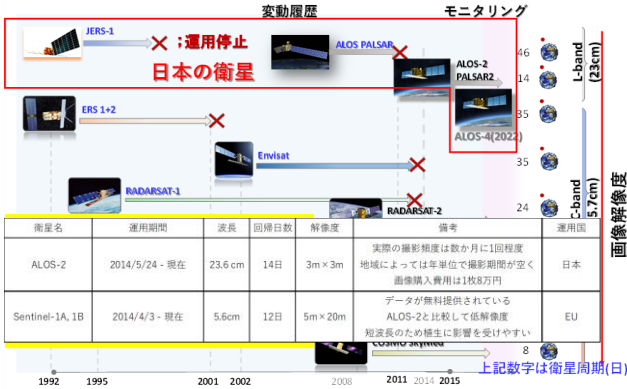 変動履歴
モニタリング
JERS-1
;運用停止
日本の衛星
ALOS PALSAR
46
ALOS-2
PALSAR2
14
L-band
(23cm)
ERS 1+2
35
ALOS-4(2022)
Envisat
35
RADARSAT-1
RADARSAT-2
24
C-band
5.7cm)
画像解像度
衛星名 運用期間 波長 回帰日数 解像度 備考 運用国
ALOS-2 2014/5/24 - 現在 23.6 cm 14日 3m×3m 実際の撮影頻度は数か月に1回程度
地域によっては年単位で撮影期間が空く
画像購入費用は1枚8万円 日本
Sentinel-1A, 1B 2014/4/3 - 現在 5.6cm 12日 5m×20m データが無料提供されている
ALOS-2と比較して低解像度
短波長のため植生に影響を受けやすい EU
COSMO SkyMed
8
上記数字は衛星周期(日)
1992 1995 2001 2002 2008 2011 2014 2015